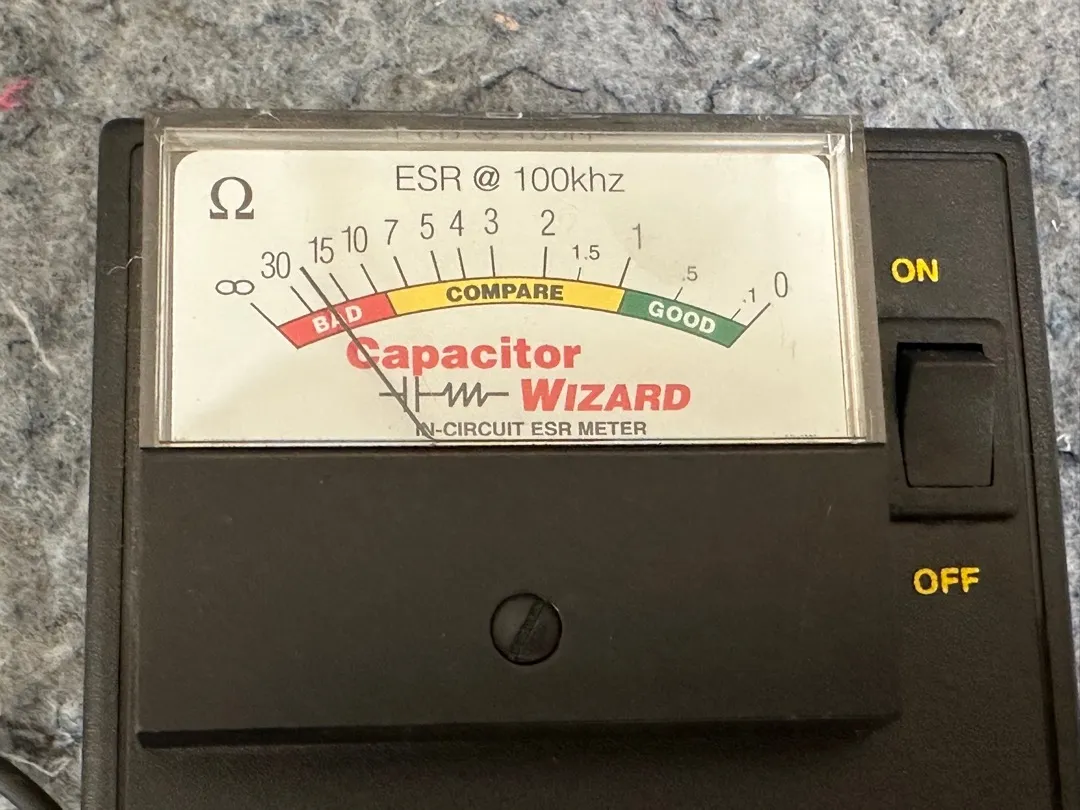 ESR @ 100khz
Ω
∞ 30 15 10 7 5 4 3 2 1.5 1 .5 .1 0
BAD COMPARE GOOD
Capacitor
WIZARD
IN-CIRCUIT ESR METER
ON
OFF